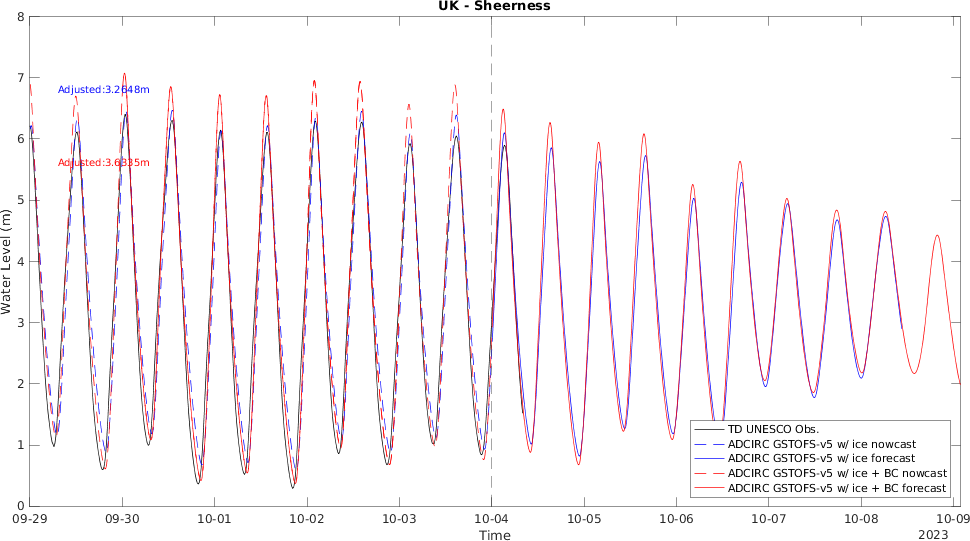 UK - Sheerness
8
7
6
5
4
3
2
1
0
Water Level (m)
Adjusted:3.2648m
Adjusted:3.6335m
TD UNESCO Obs.
ADCIRC GSTOFS-v5 w/ ice nowcast
ADCIRC GSTOFS-v5 w/ ice forecast
ADCIRC GSTOFS-v5 w/ ice + BC nowcast
ADCIRC GSTOFS-v5 w/ ice + BC forecast
09-29 09-30 10-01 10-02 10-03 10-04 10-05 10-06 10-07 10-08 10-09
Time
2023